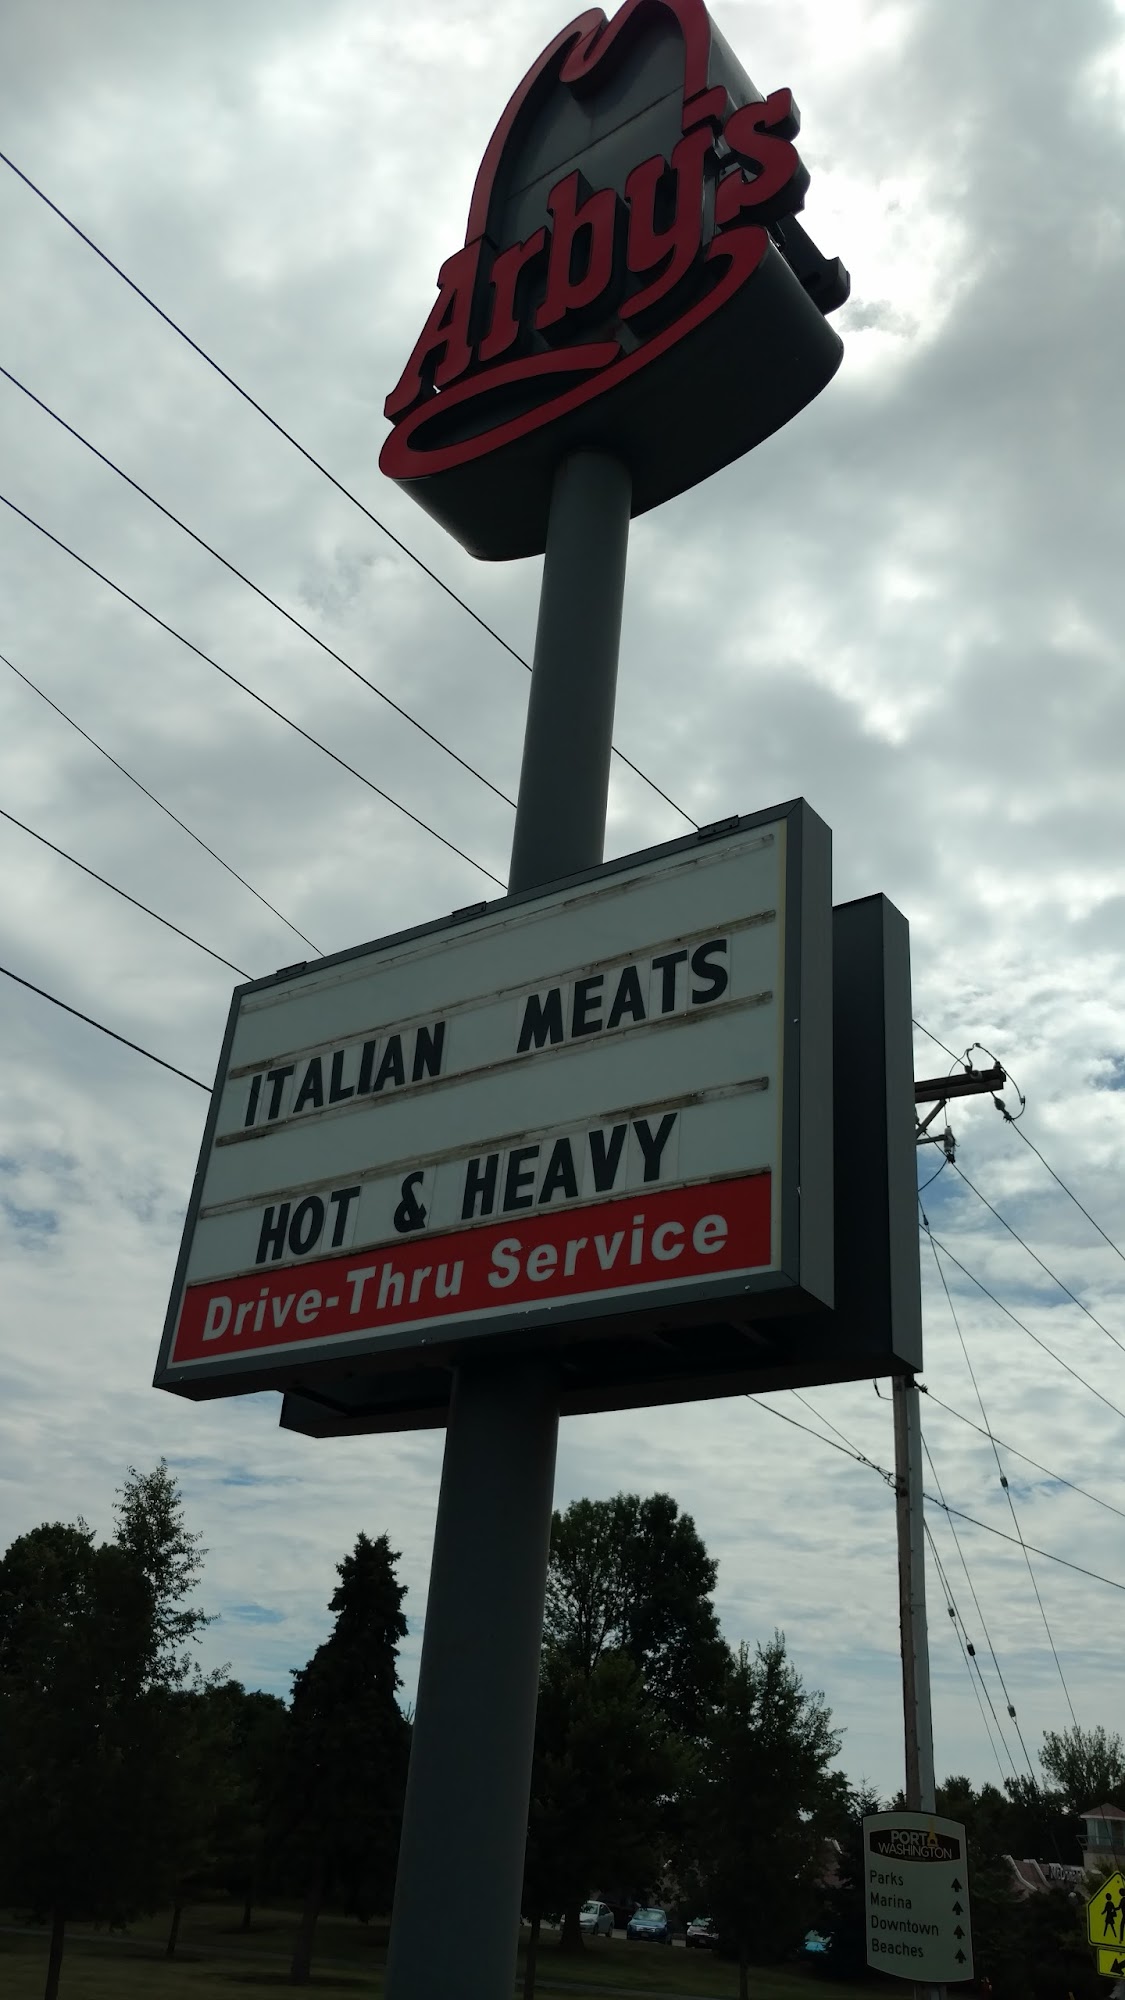 Arby's
ITALIAN MEATS
HOT & HEAVY
Drive-Thru Service
PORT
WASHINGTON
Parks
Marina
Downtown
Beaches